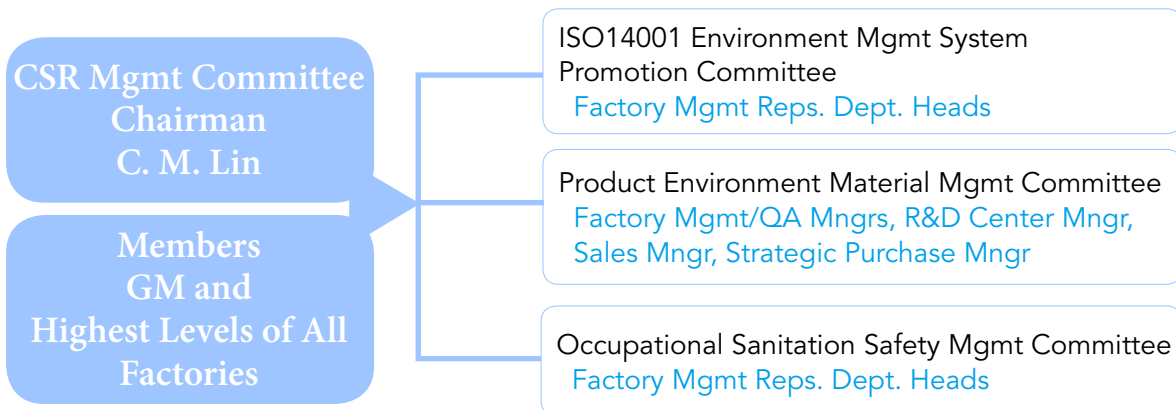 CSR Mgmt Committee
Chairman
C. M. Lin
Members
GM and
Highest Levels of All
Factories
ISO14001 Environment Mgmt System
Promotion Committee
Factory Mgmt Reps. Dept. Heads
Product Environment Material Mgmt Committee
Factory Mgmt/QA Mngrs, R&D Center Mngr,
Sales Mngr, Strategic Purchase Mngr
Occupational Sanitation Safety Mgmt Committee
Factory Mgmt Reps. Dept. Heads